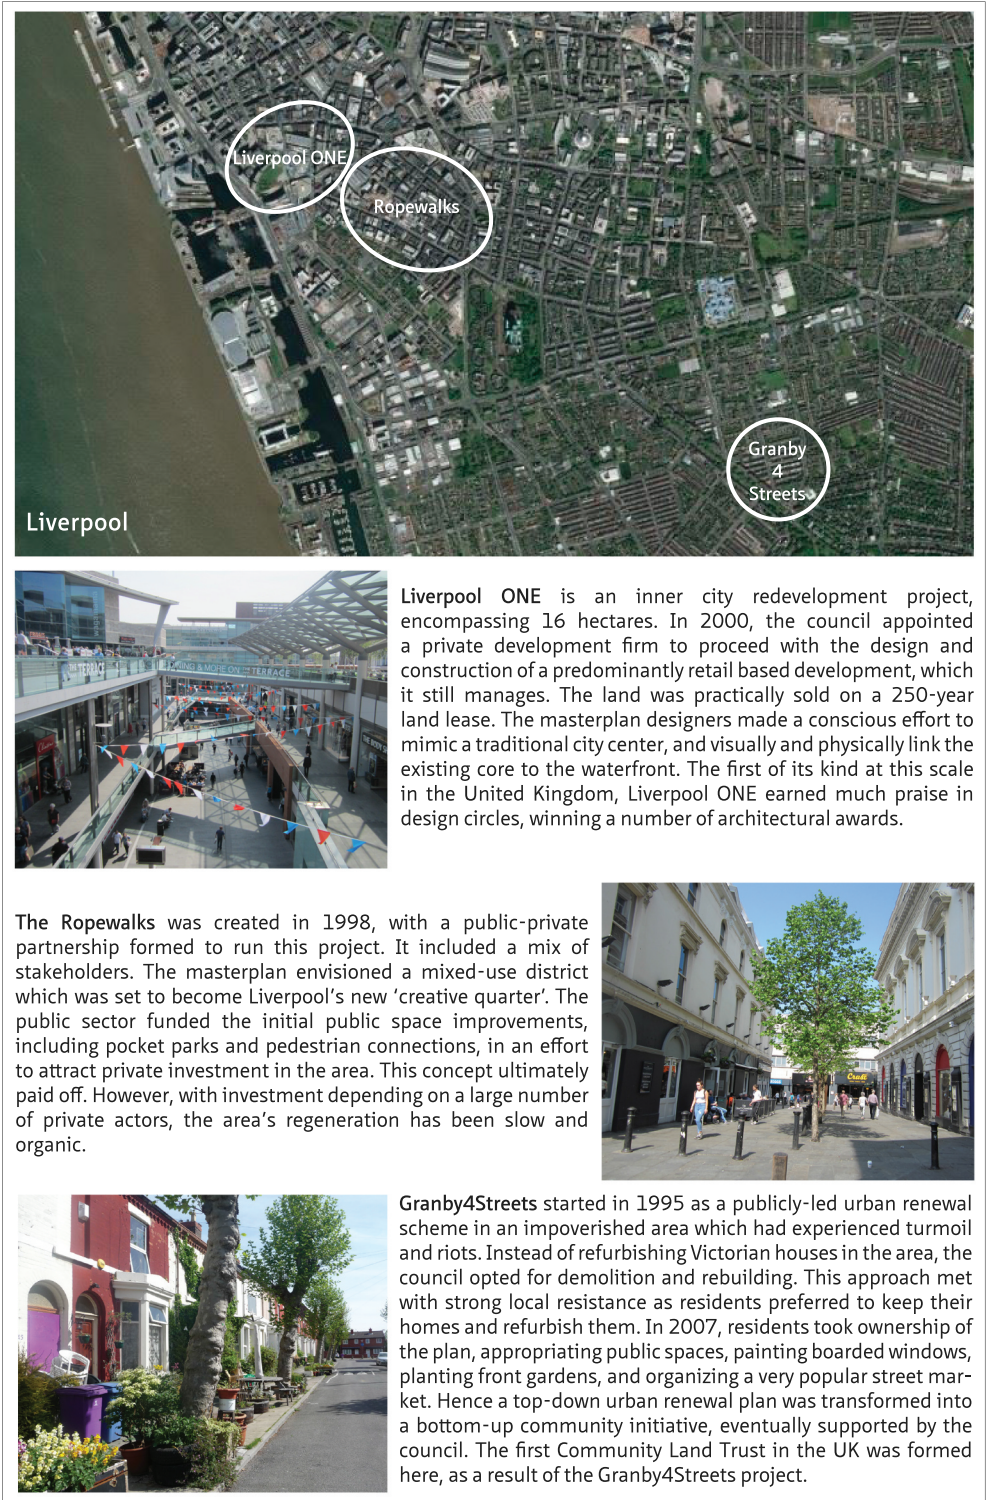 Liverpool ONE
Ropewalks
Granby
4
Streets
Liverpool
THE TERRACE
TERRACE
Liverpool ONE is an inner city redevelopment project,
encompassing 16 hectares. In 2000, the council appointed
a private development firm to proceed with the design and
construction of a predominantly retail based development, which
it still manages. The land was practically sold on a 250-year
land lease. The masterplan designers made a conscious effort to
mimic a traditional city center, and visually and physically link the
existing core to the waterfront. The first of its kind at this scale
in the United Kingdom, Liverpool ONE earned much praise in
design circles, winning a number of architectural awards.
The Ropewalks was created in 1998, with a public-private
partnership formed to run this project. It included a mix of
stakeholders. The masterplan envisioned a mixed-use district
which was set to become Liverpool's new ‘creative quarter’. The
public sector funded the initial public space improvements,
including pocket parks and pedestrian connections, in an effort
to attract private investment in the area. This concept ultimately
paid off. However, with investment depending on a large number
of private actors, the area's regeneration has been slow and
organic.
Granby4Streets started in 1995 as a publicly-led urban renewal
scheme in an impoverished area which had experienced turmoil
and riots. Instead of refurbishing Victorian houses in the area, the
council opted for demolition and rebuilding. This approach met
with strong local resistance as residents preferred to keep their
homes and refurbish them. In 2007, residents took ownership of
the plan, appropriating public spaces, painting boarded windows,
planting front gardens, and organizing a very popular street mar-
ket. Hence a top-down urban renewal plan was transformed into
a bottom-up community initiative, eventually supported by the
council. The first Community Land Trust in the UK was formed
here, as a result of the Granby4Streets project.